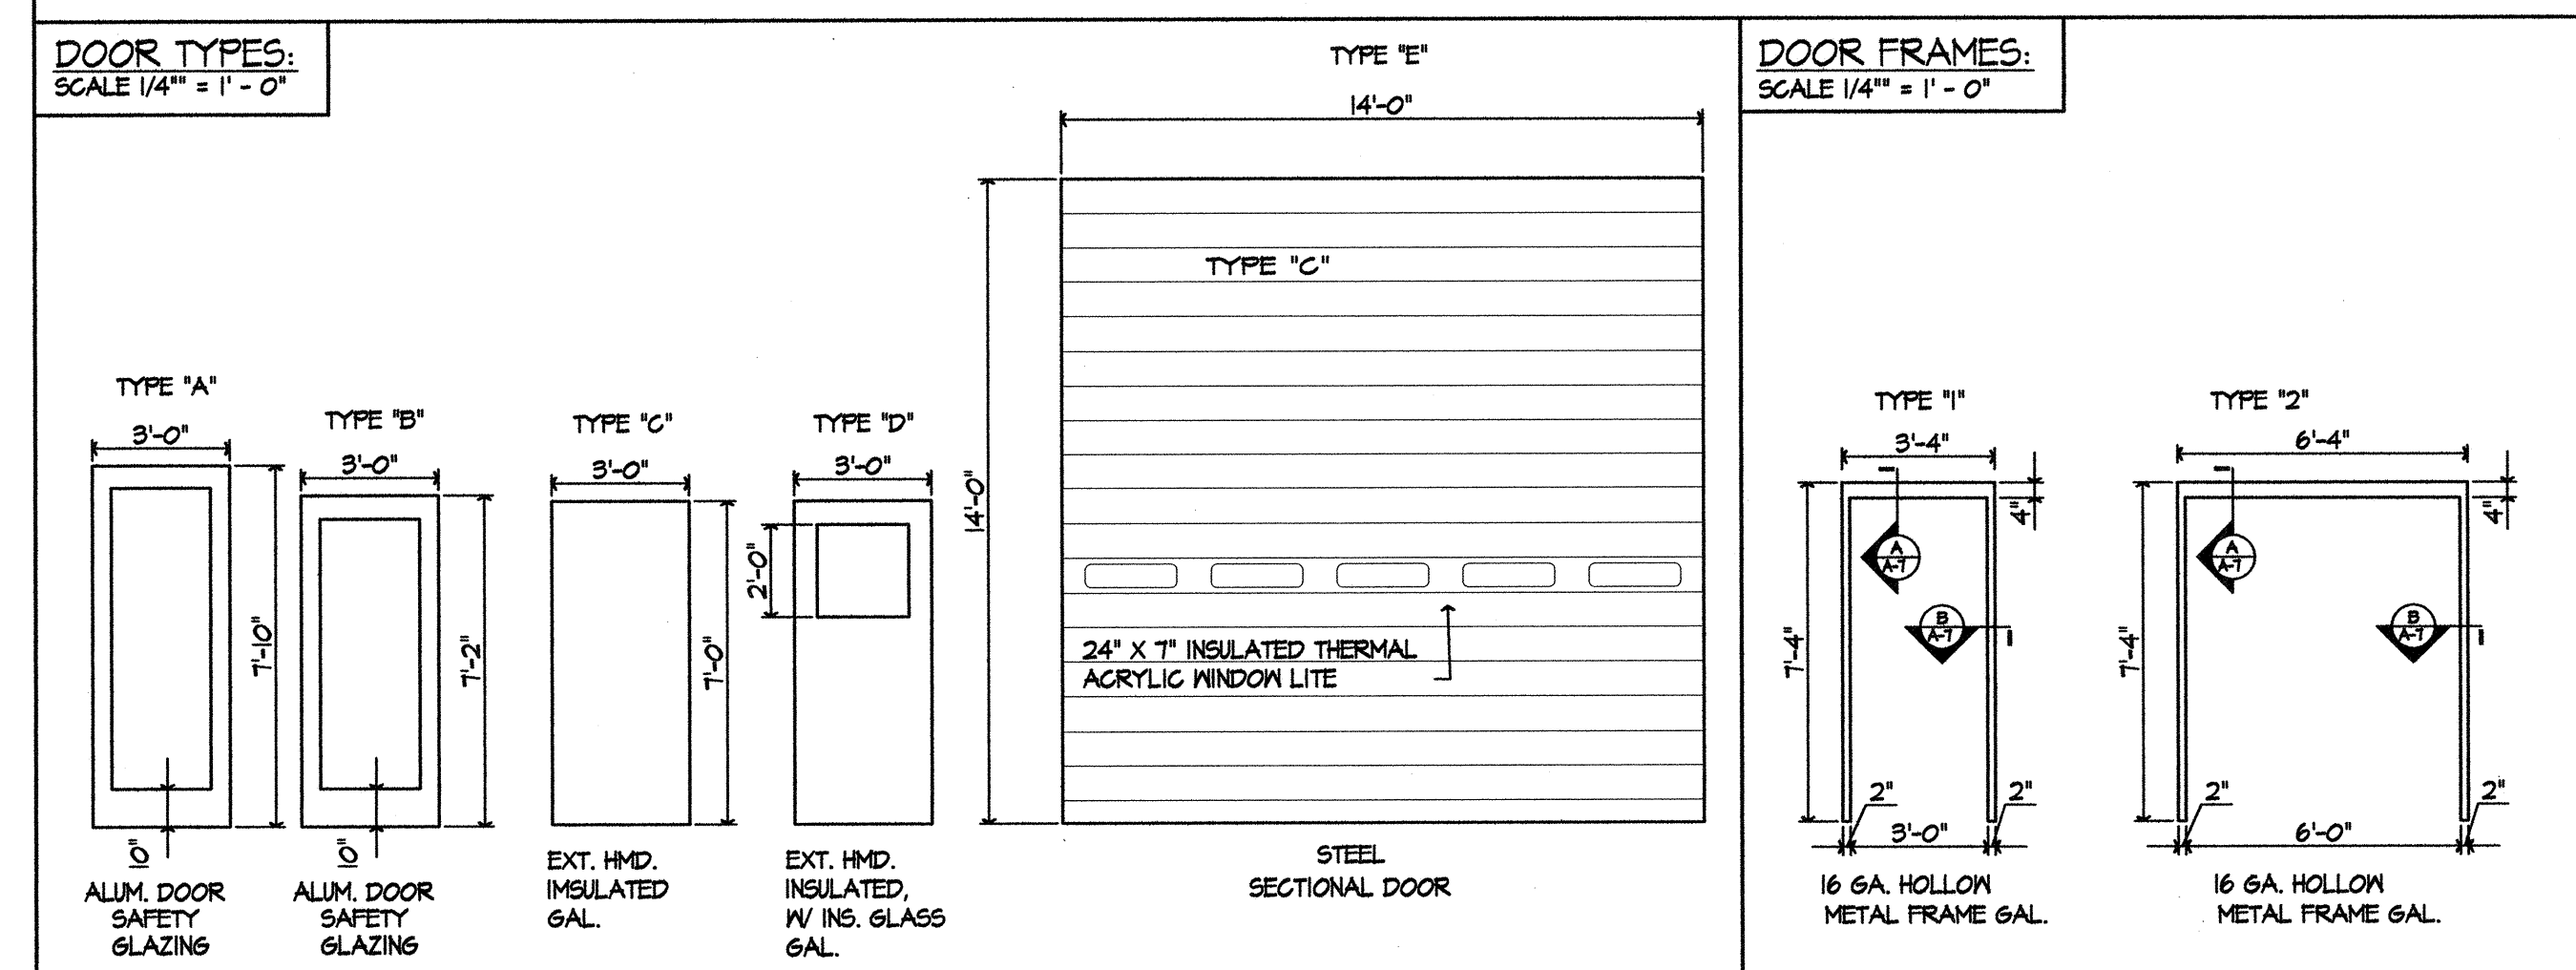 DOOR TYPES:
SCALE 1/4"" = 1' - 0"
TYPE "A"
3'-0"
7'-10"
10"
ALUM. DOOR
SAFETY
GLAZING
TYPE "B"
3'-0"
7'-2"
10"
ALUM. DOOR
SAFETY
GLAZING
TYPE "C"
3'-0"
7'-0"
EXT. HMD.
IMSULATED
GAL.
TYPE "D"
3'-0"
2'-0"
EXT. HMD.
INSULATED,
W/ INS. GLASS
GAL.
TYPE "E"
14'-0"
14'-0"
TYPE "C"
24" X 7" INSULATED THERMAL
ACRYLIC WINDOW LITE
STEEL
SECTIONAL DOOR
DOOR FRAMES:
SCALE 1/4"" = 1' - 0"
TYPE "1"
3'-4"
4"
7'-4"
A
A-7
B
A-7
2"
2"
3'-0"
16 GA. HOLLOW
METAL FRAME GAL.
TYPE "2"
6'-4"
4"
7'-4"
A
A-7
B
A-7
2"
2"
6'-0"
16 GA. HOLLOW
METAL FRAME GAL.